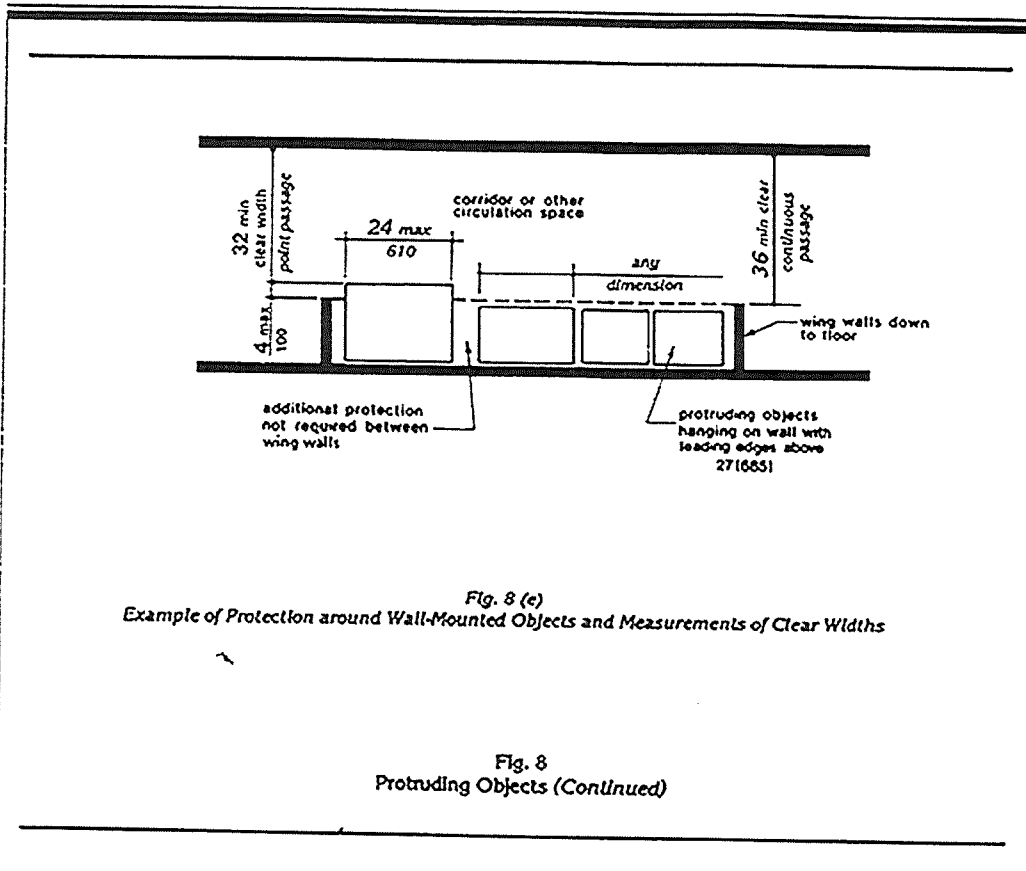 32 min
clear width
point passage
corridor or other
circulation space
24 max
610
any
dimension
36 min clear
continuous
passage
4 max
100
wing walls down
to floor
additional protection
not required between
wing walls
protruding objects
hanging on wall with
leading edges above
27(685)
Fig. 8 (e)
Example of Protection around Wall-Mounted Objects and Measurements of Clear Widths
Fig. 8
Protruding Objects (Continued)